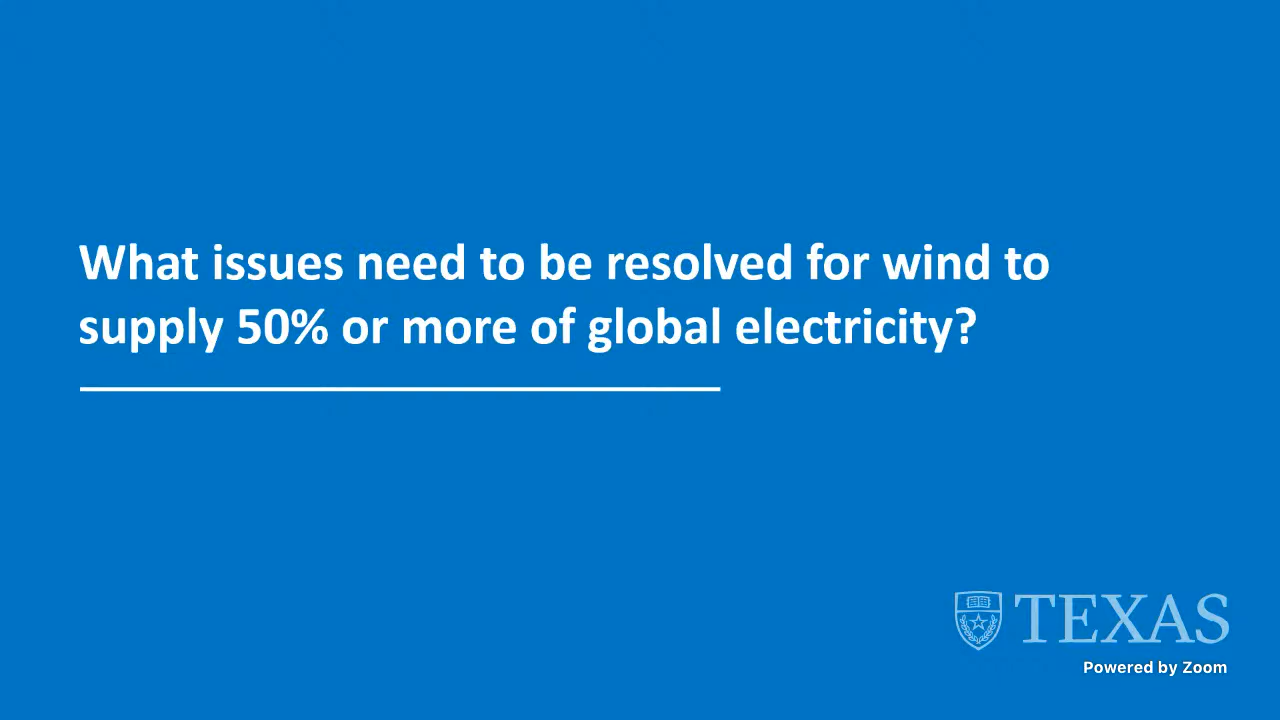 What issues need to be resolved for wind to
supply 50% or more of global electricity?
TEXAS
Powered by Zoom